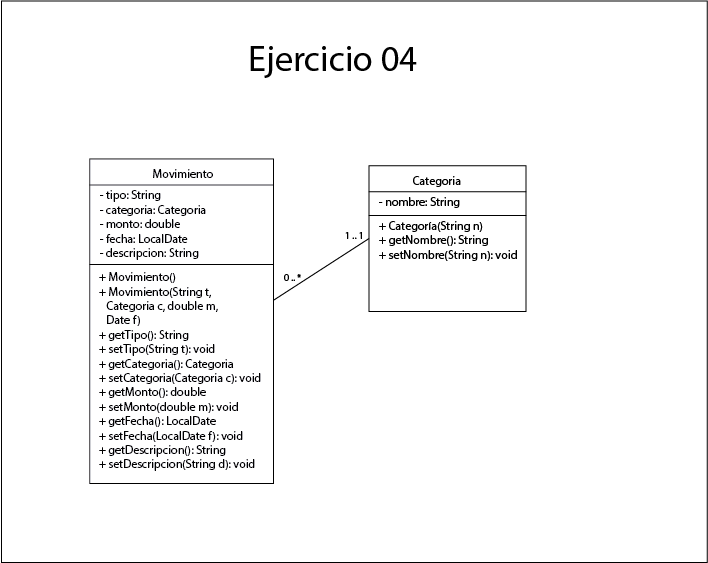 Ejercicio 04
Movimiento
- tipo: String
- categoria: Categoria
- monto: double
- fecha: LocalDate
- descripcion: String
+ Movimiento()
+ Movimiento(String t,
Categoria c, double m,
Date f)
+ getTipo(): String
+ setTipo(String t): void
+ getCategoria(): Categoria
+ setCategoria(Categoria c): void
+ getMonto(): double
+ setMonto(double m): void
+ getFecha(): LocalDate
+ setFecha(LocalDate f): void
+ getDescripcion(): String
+ setDescripcion(String d): void
0 .. *
1 .. 1
Categoria
- nombre: String
+ Categoría(String n)
+ getNombre(): String
+ setNombre(String n): void